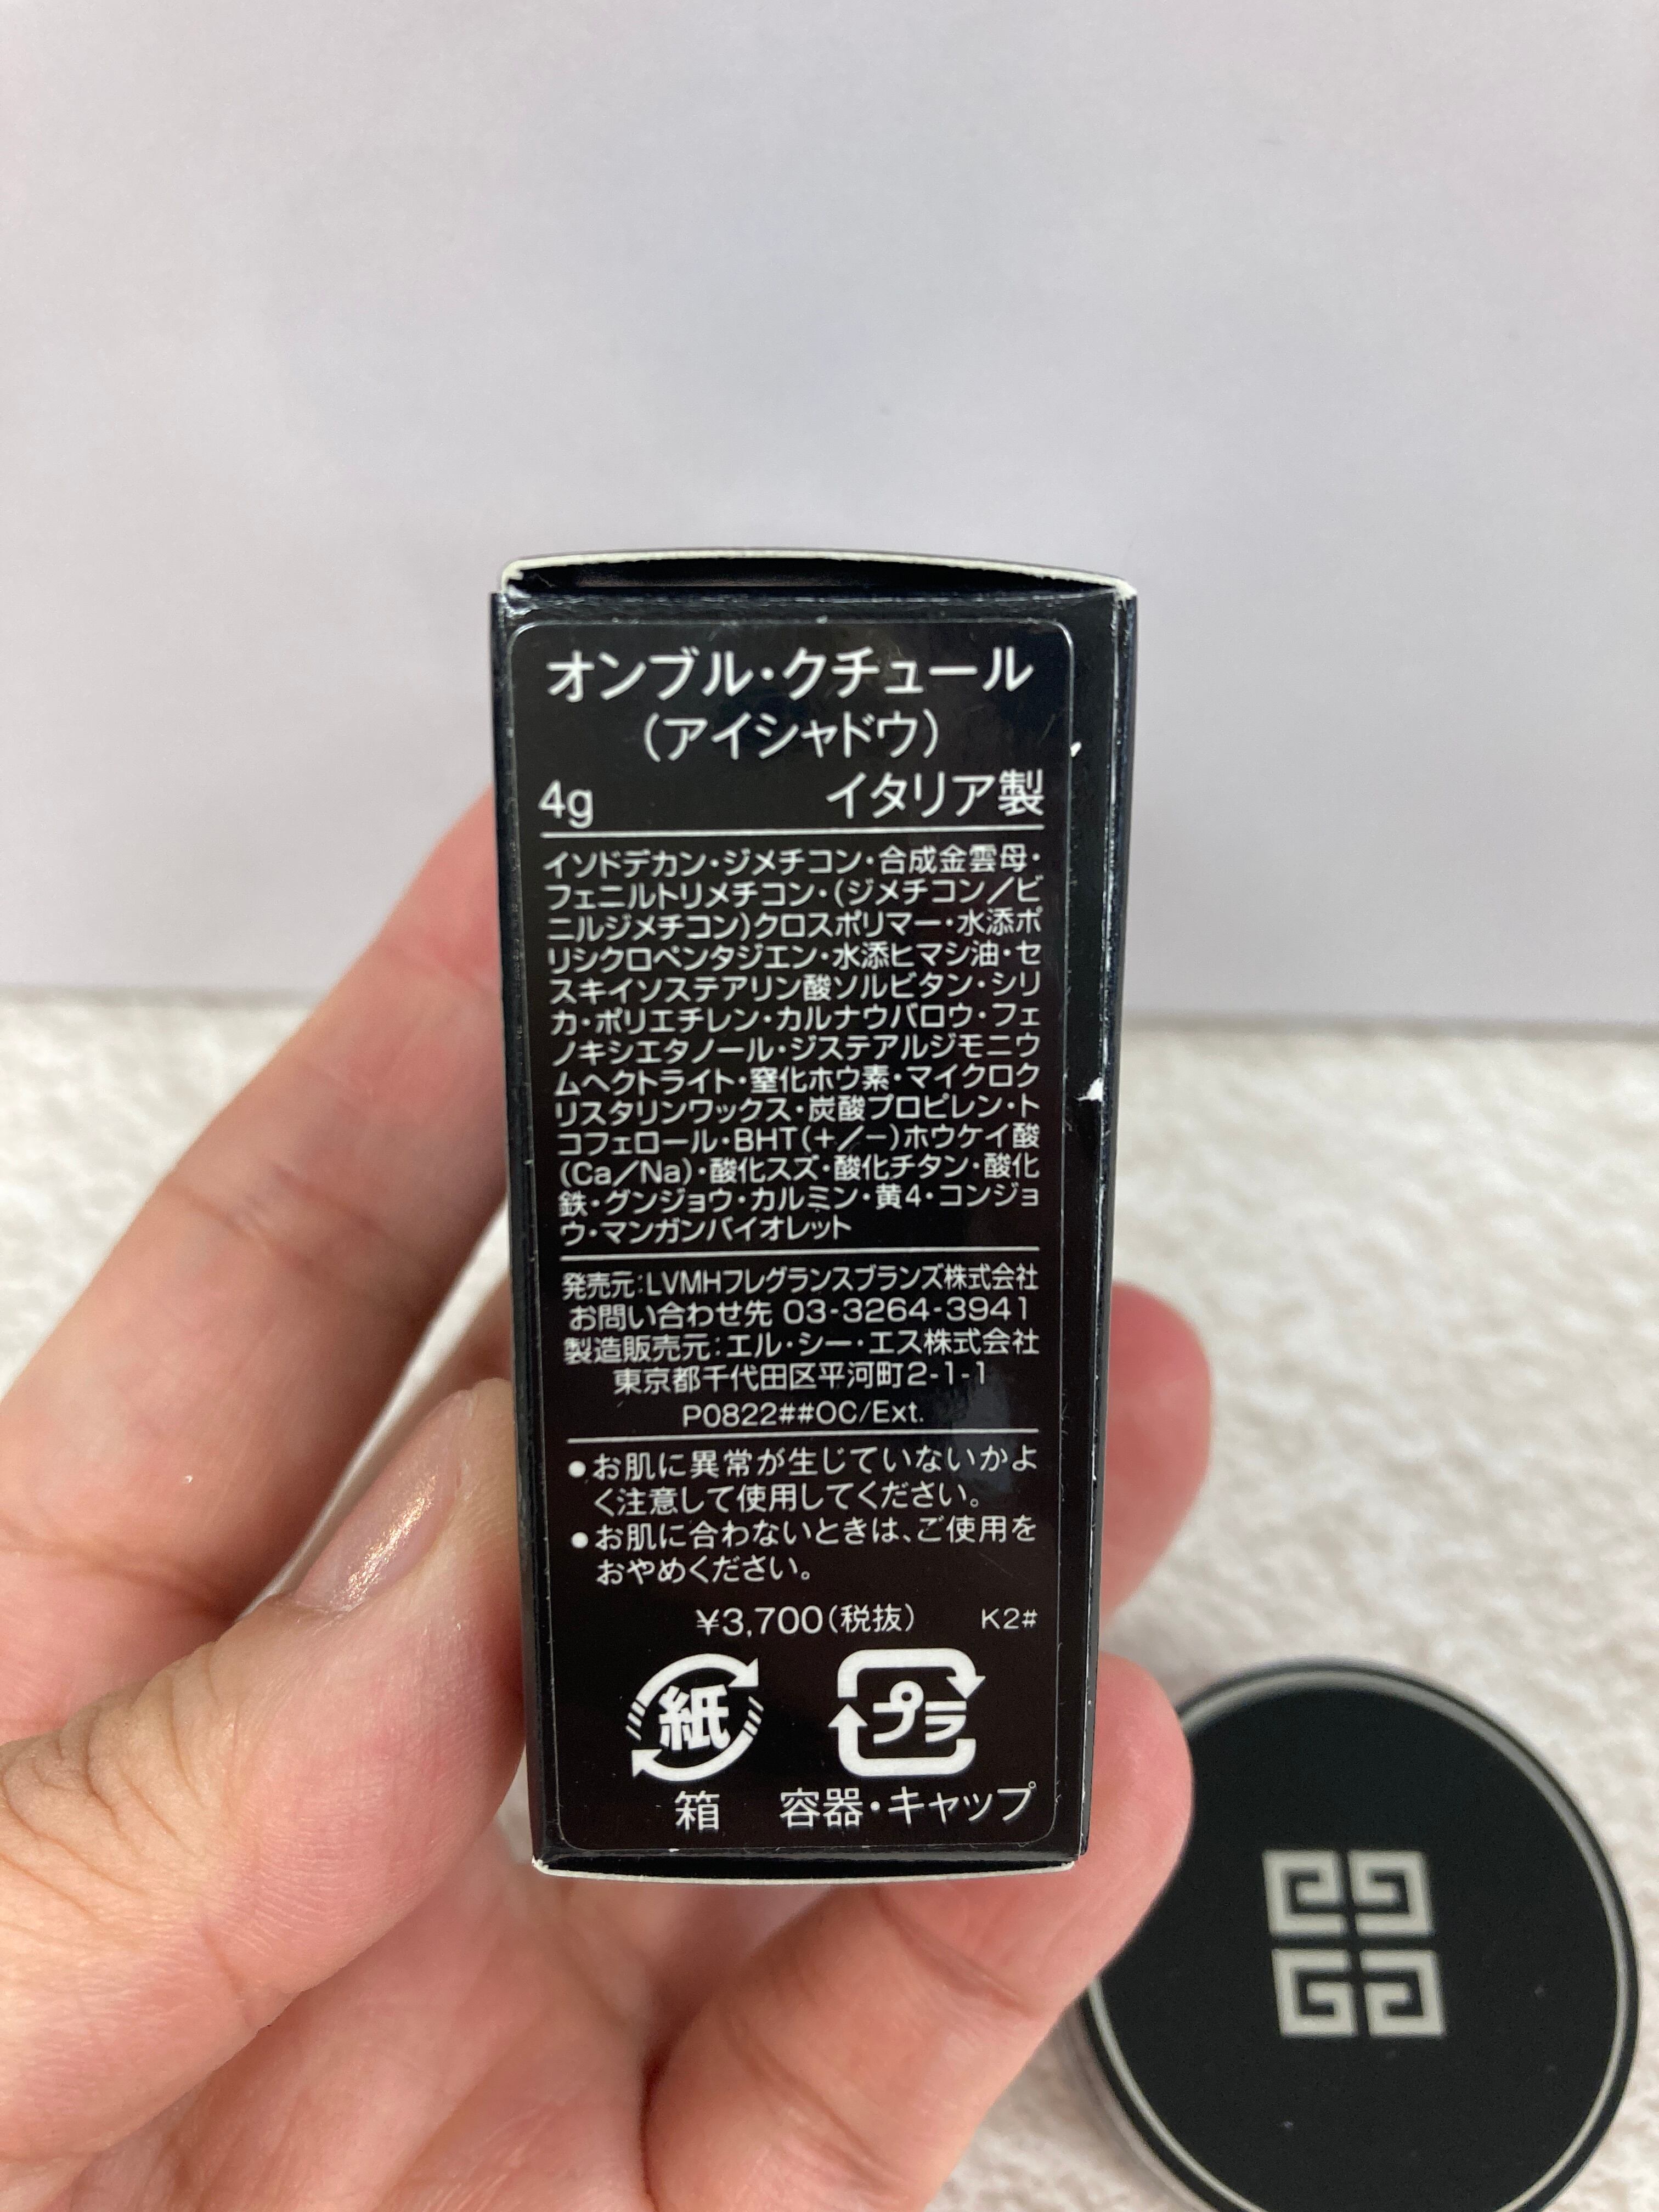 オンブル・クチュール
(アイシャドウ)
4g イタリア製
イソドデカン・ジメチコン・合成金雲母・
フェニルトリメチコン・(ジメチコン/ビ
ニルジメチコン)クロスポリマー・水添ポ
リシクロペンタジエン・水添ヒマシ油・セ
スキイソステアリン酸ソルビタン・シリ
カ・ポリエチレン・カルナウバロウ・フェ
ノキシエタノール・ジステアルジモニウ
ムヘクトライト・窒化ホウ素・マイクロク
リスタリンワックス・炭酸プロピレン・ト
コフェロール・BHT(+/-)ホウケイ酸
(Ca/Na)・酸化スズ・酸化チタン・酸化
鉄・グンジョウ・カルミン・黄4・コンジョ
ウ・マンガンバイオレット
発売元:LVMHフレグランスブランズ株式会社
お問い合わせ先 03-3264-3941
製造販売元:エル・シー・エス株式会社
東京都千代田区平河町2-1-1
P0822##OC/Ext.
●お肌に異常が生じていないかよ
く注意して使用してください。
●お肌に合わないときは、ご使用を
おやめください。
¥3,700(税抜) K2#
紙 プラ
箱 容器・キャップ